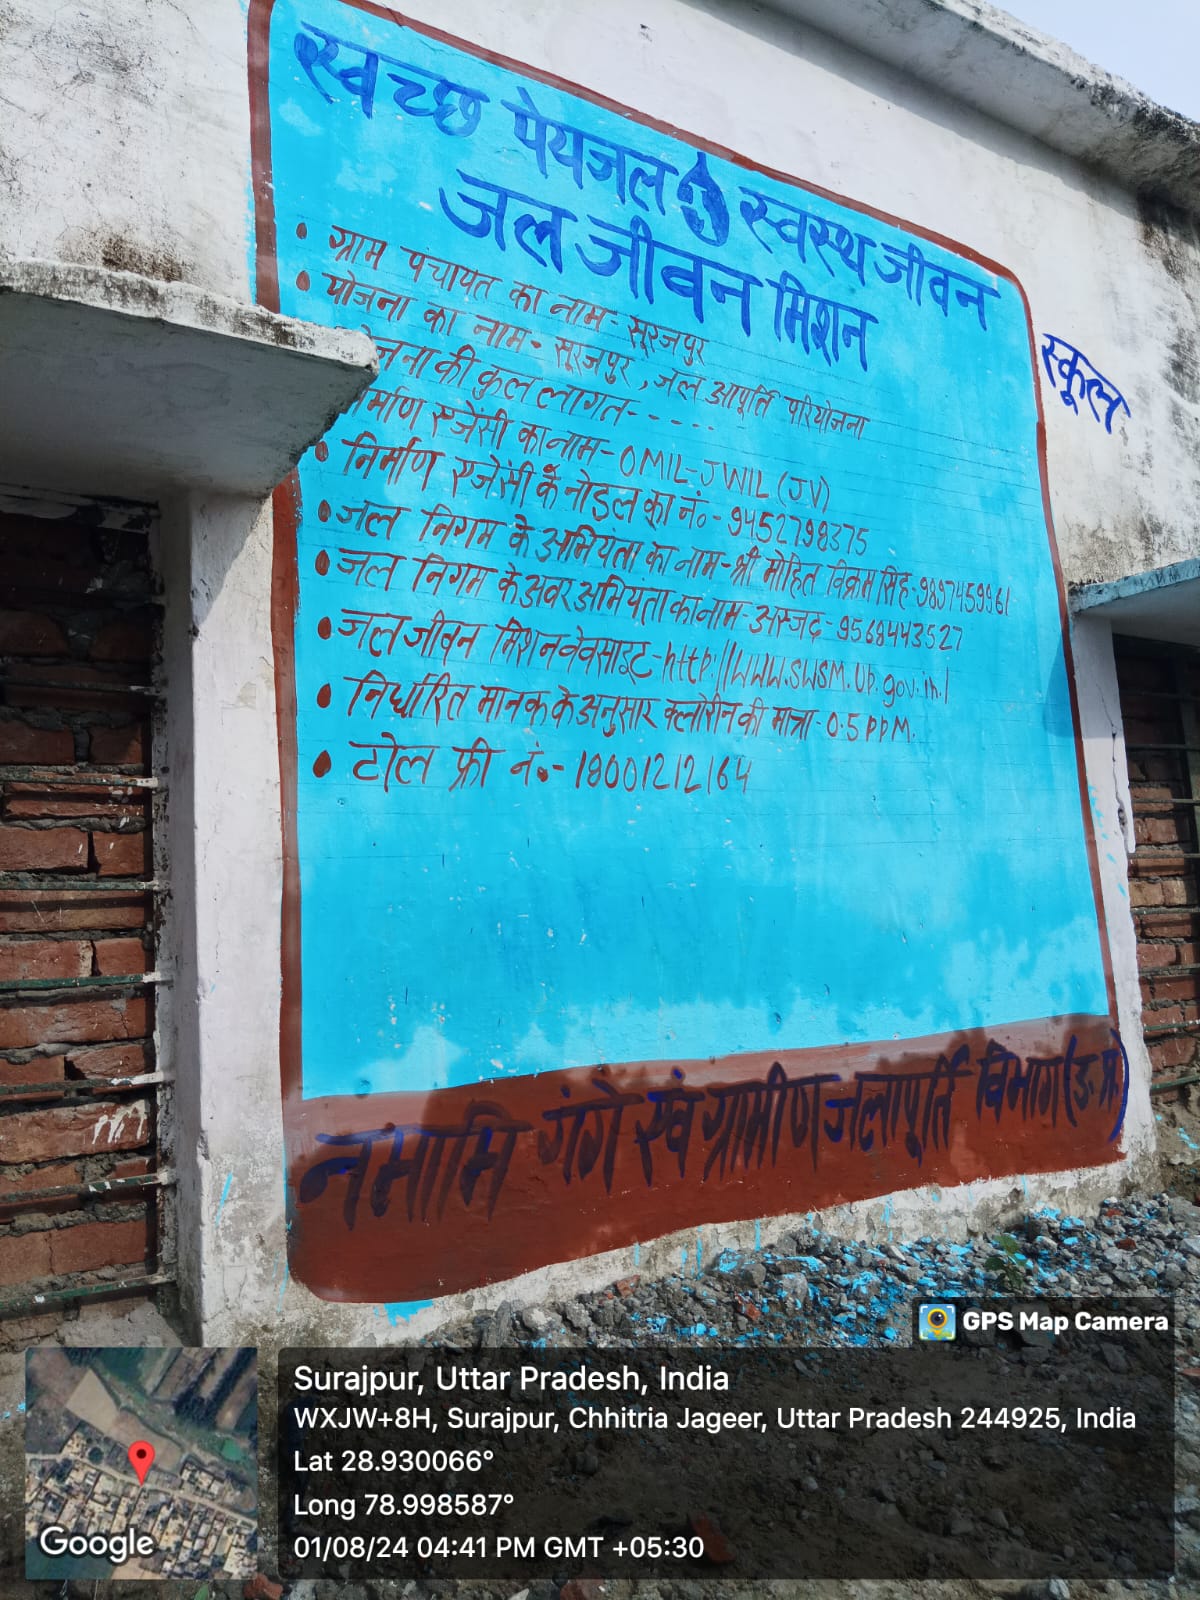 स्वच्छ पेयजल स्वस्थ जीवन
जल जीवन मिशन
स्कूल
• ग्राम पंचायत का नाम - सूरजपुर
• योजना का नाम - सूरजपुर, जल आपूर्ति परियोजना
जना की कुल लागत - - - - -
र्माण एजेंसी का नाम - OMIL-JWIL (JV)
• निर्माण एजेंसी के नोडल का नं० - 9452798375
• जल निगम के अभियंता का नाम - श्री मोहित विक्रम सिंह - 9897459961
• जल निगम के अवर अभियंता का नाम - अस्जद - 9568443527
• जल जीवन मिशन वेवसाइट - http://www.swsm.up.gov.in/
• निर्धारित मानक के अनुसार क्लोरीन की मात्रा - 0.5 PPM.
• टोल फ्री नं० - 18001212164
नमामि गंगे एवं ग्रामीण जलापूर्ति विभाग (उ.प्र.)
GPS Map Camera
Surajpur, Uttar Pradesh, India
WXJW+8H, Surajpur, Chhitria Jageer, Uttar Pradesh 244925, India
Lat 28.930066°
Long 78.998587°
01/08/24 04:41 PM GMT +05:30
Google